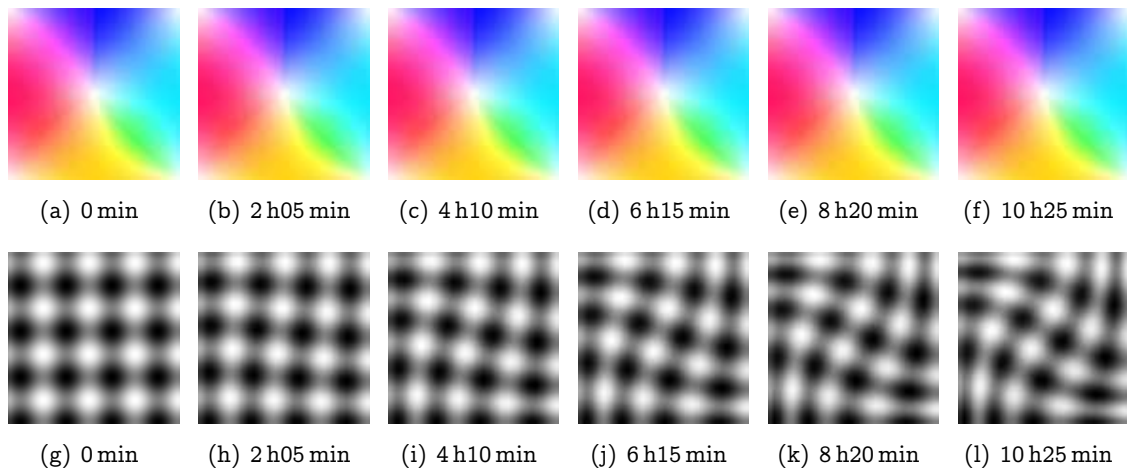 (a) 0 min (b) 2 h05 min (c) 4 h10 min (d) 6 h15 min (e) 8 h20 min (f) 10 h25 min
(g) 0 min (h) 2 h05 min (i) 4 h10 min (j) 6 h15 min (k) 8 h20 min (l) 10 h25 min